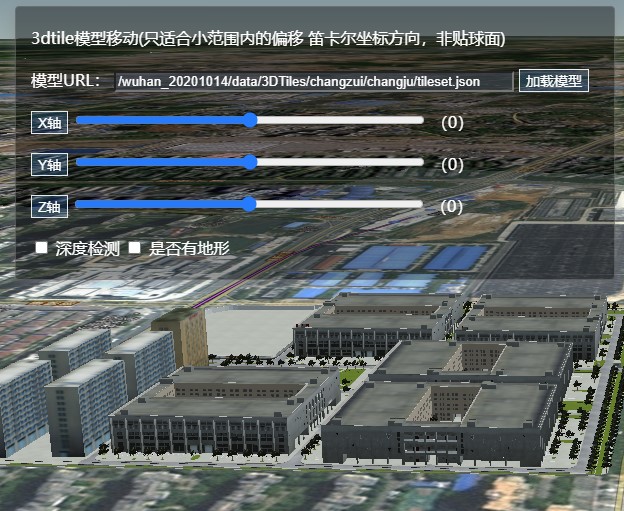 3dtile模型移动(只适合小范围内的偏移 笛卡尔坐标方向，非贴球面)
模型URL： /wuhan_20201014/data/3DTiles/changzui/changju/tileset.json 加载模型
X轴 (0)
Y轴 (0)
Z轴 (0)
深度检测 是否有地形